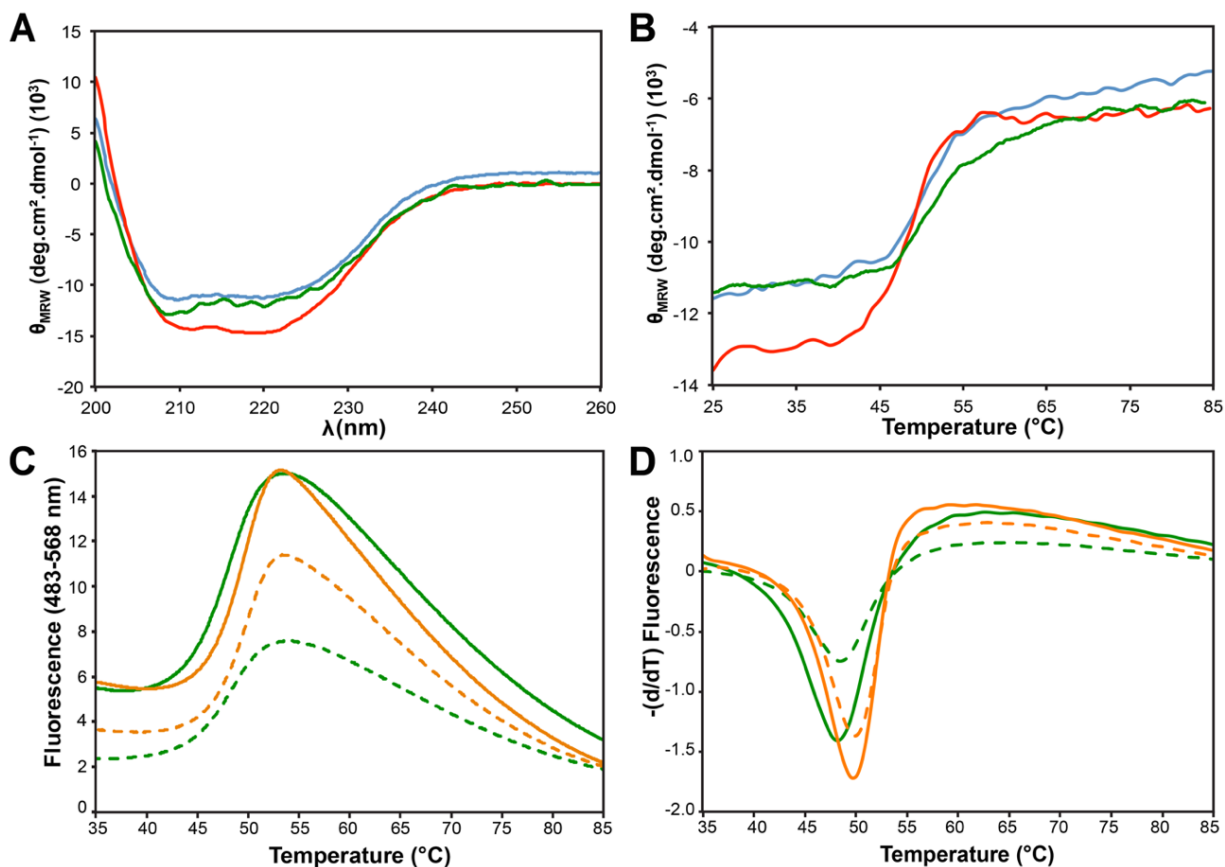 A
θMRW (deg.cm².dmol-1) (10³)
15
10
5
0
-5
-10
-15
-20
200 210 220 230 240 250 260
λ(nm)
B
θMRW (deg.cm².dmol-1) (10³)
-4
-6
-8
-10
-12
-14
25 35 45 55 65 75 85
Temperature (°C)
C
Fluorescence (483-568 nm)
16
14
12
10
8
6
4
2
0
35 40 45 50 55 60 65 70 75 80 85
Temperature (°C)
D
-(d/dT) Fluorescence
1.0
0.5
0
-0.5
-1.0
-1.5
-2.0
35 40 45 50 55 60 65 70 75 80 85
Temperature (°C)